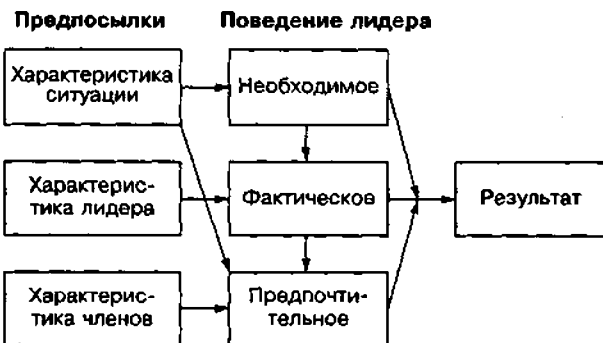 Предпосылки Поведение лидера
Характеристика
ситуации
Необходимое
Характерис-
тика лидера
Фактическое
Результат
Характерис-
тика членов
Предпочти-
тельное